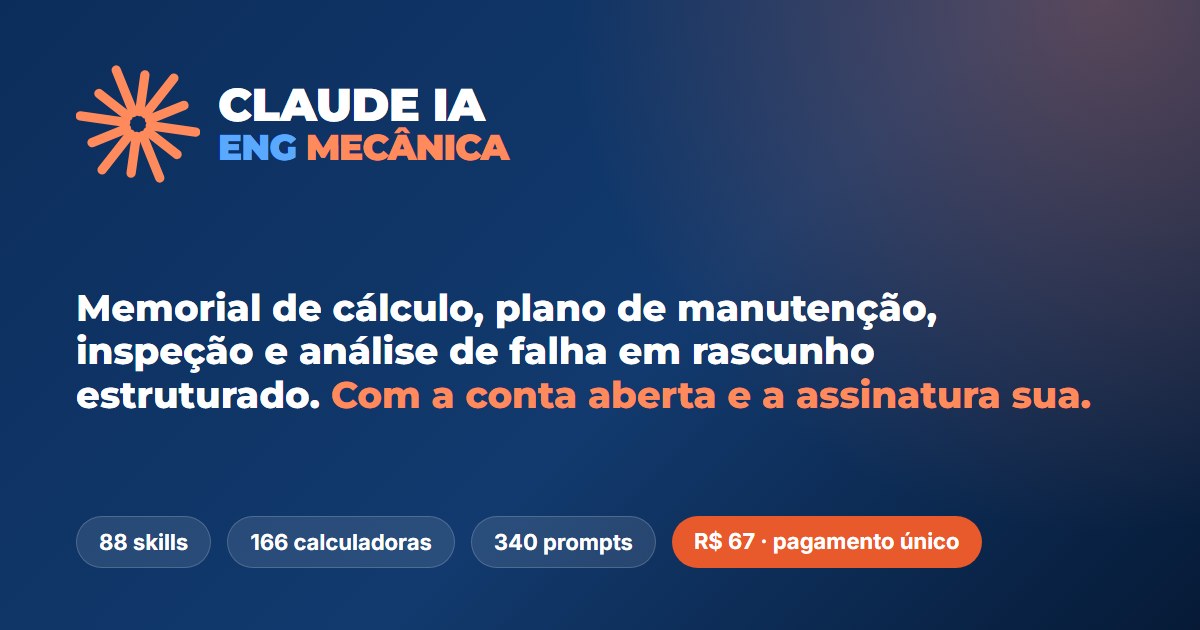 CLAUDE IA
ENG MECÂNICA
Memorial de cálculo, plano de manutenção,
inspeção e análise de falha em rascunho
estruturado. Com a conta aberta e a assinatura sua.
88 skills
166 calculadoras
340 prompts
R$ 67 · pagamento único